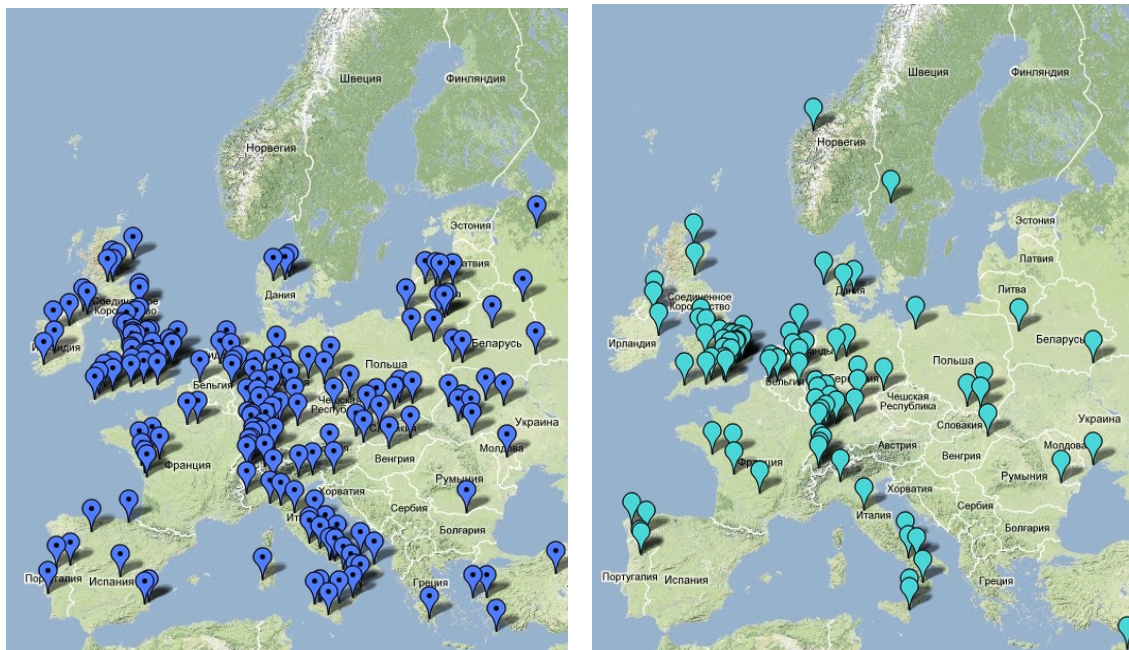 Швеция
Финляндия
Норвегия
Эстония
Дания
Соединенное
Королевство
Ирландия
Беларусь
Польша
Бельгия
Чешская
Республика
Украина
Словакия
Молдова
Венгрия
Франция
Румыния
Хорватия
Сербия
Болгария
Португалия
Испания
Греция
Швеция
Финляндия
Норвегия
Эстония
Латвия
Дания
Литва
Соединенное
Королевство
Ирландия
Беларусь
Польша
Бельгия
Чешская
Республика
Украина
Словакия
Австрия
Молдова
Венгрия
Франция
Румыния
Хорватия
Италия
Сербия
Болгария
Португалия
Испания
Греция